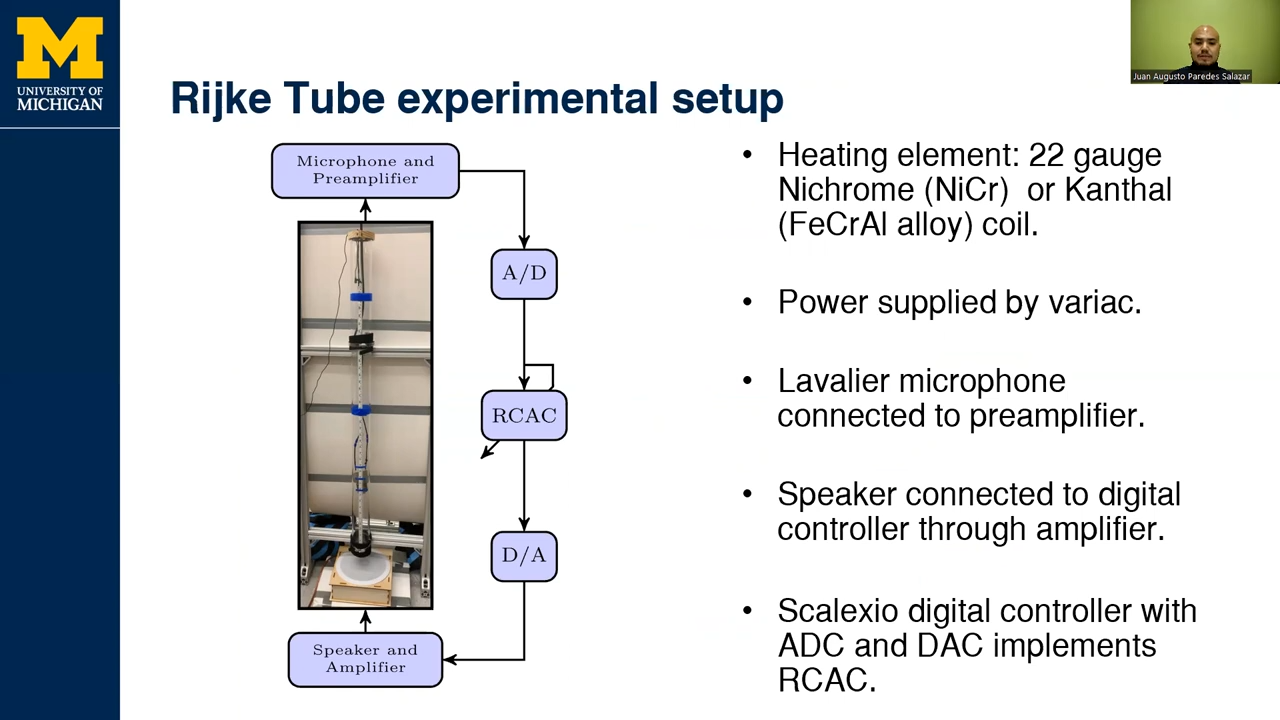 M
UNIVERSITY OF
MICHIGAN
Juan Augusto Paredes Salazar
Rijke Tube experimental setup
Microphone and
Preamplifier
A/D
RCAC
D/A
Speaker and
Amplifier
• Heating element: 22 gauge
Nichrome (NiCr) or Kanthal
(FeCrAl alloy) coil.
• Power supplied by variac.
• Lavalier microphone
connected to preamplifier.
• Speaker connected to digital
controller through amplifier.
• Scalexio digital controller with
ADC and DAC implements
RCAC.